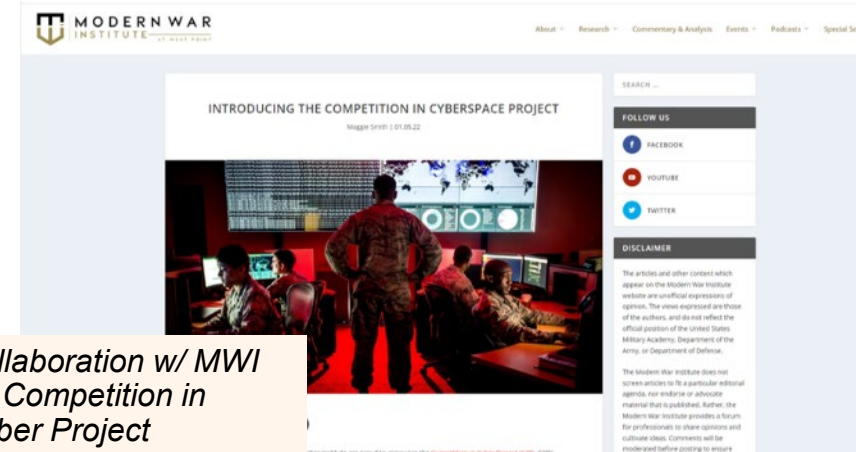 MODERN WAR
INSTITUTE AT WEST POINT
About Research Commentary & Analysis Events Podcasts Special Se
SEARCH ...
INTRODUCING THE COMPETITION IN CYBERSPACE PROJECT
Maggie Smith | 01.05.22
FOLLOW US
FACEBOOK
YOUTUBE
TWITTER
DISCLAIMER
The articles and other content which
appear on the Modern War Institute
website are unofficial expressions of
opinion. The views expressed are those
of the authors, and do not reflect the
official position of the United States
Military Academy, Department of the
Army, or Department of Defense.
The Modern War Institute does not
screen articles to fit a particular editorial
agenda, nor endorse or advocate
material that is published. Rather, the
Modern War Institute provides a forum
for professionals to share opinions and
cultivate ideas. Comments will be
moderated before posting to ensure
llaboration w/ MWI
Competition in
ber Project